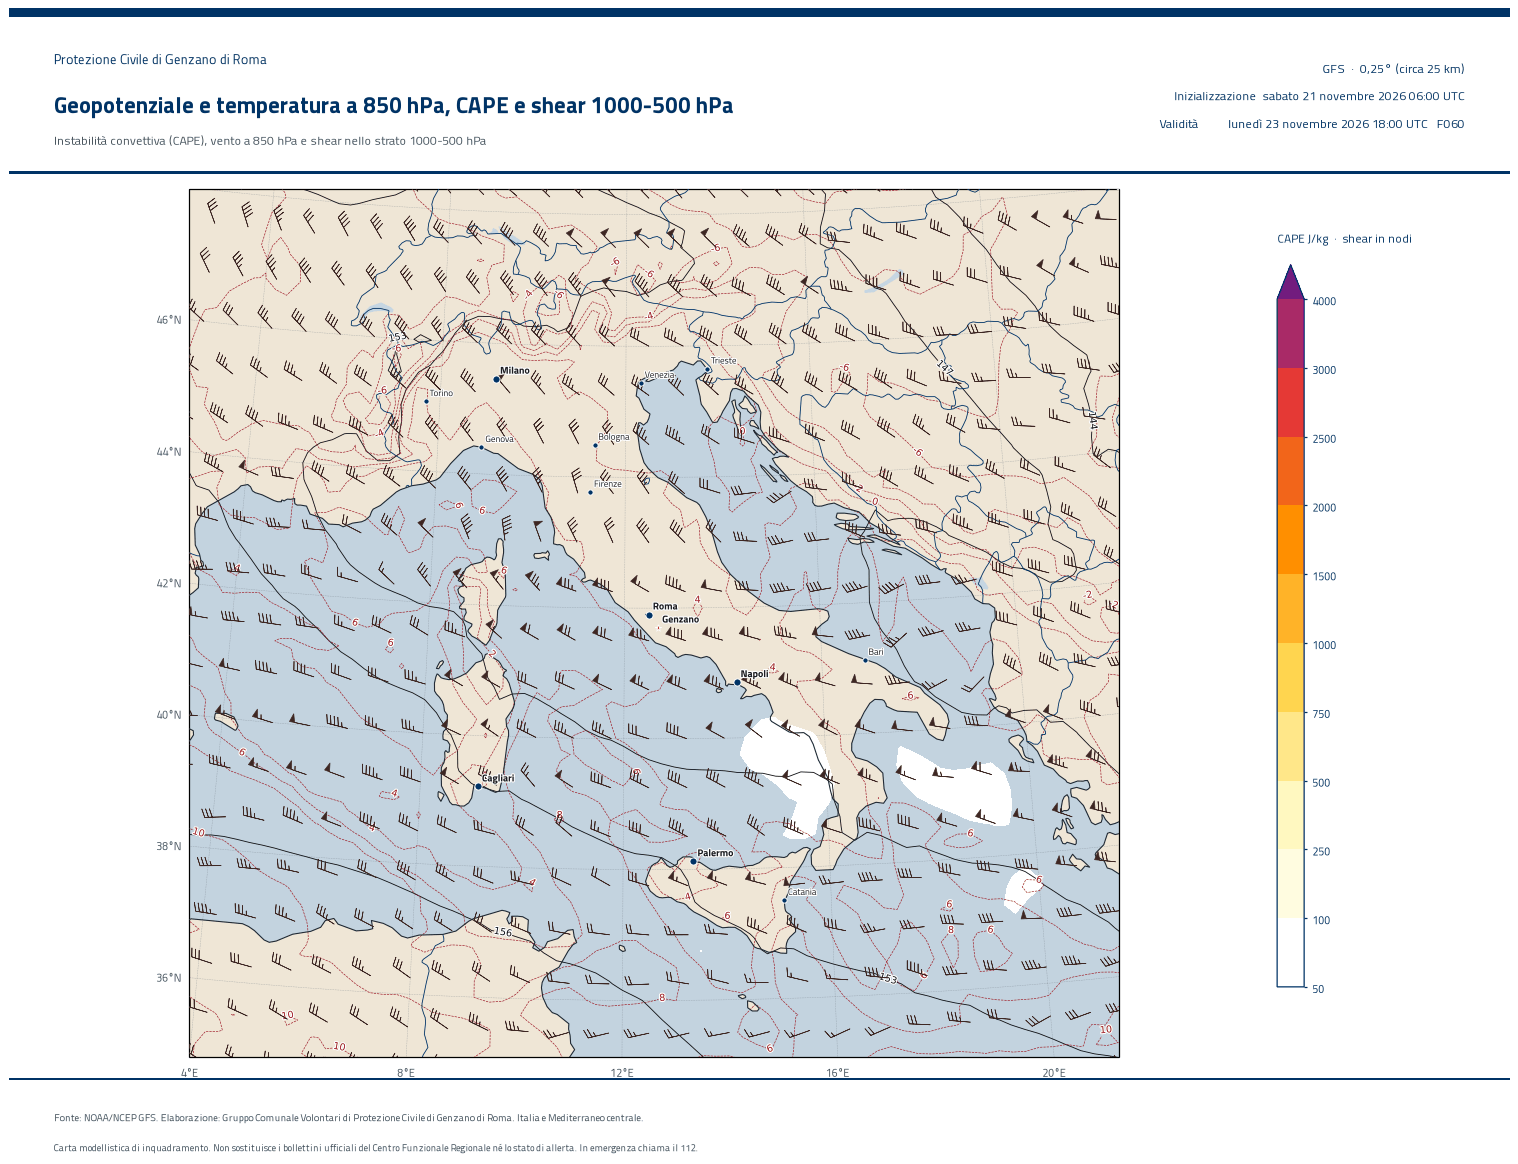 Protezione Civile di Genzano di Roma
Geopotenziale e temperatura a 850 hPa, CAPE e shear 1000-500 hPa
Instabilità convettiva (CAPE), vento a 850 hPa e shear nello strato 1000-500 hPa
GFS · 0,25° (circa 25 km)
Inizializzazione sabato 21 novembre 2026 06:00 UTC
Validità lunedì 23 novembre 2026 18:00 UTC F060
CAPE J/kg · shear in nodi
4000
3000
2500
2000
1500
1000
750
500
250
100
50
46°N
44°N
42°N
40°N
38°N
36°N
4°E
8°E
12°E
16°E
20°E
Milano
Torino
Venezia
Trieste
Genova
Bologna
Firenze
Roma
Genzano
Napoli
Bari
Cagliari
Palermo
Catania
153
147
144
156
153
Fonte: NOAA/NCEP GFS. Elaborazione: Gruppo Comunale Volontari di Protezione Civile di Genzano di Roma. Italia e Mediterraneo centrale.
Carta modellistica di inquadramento. Non sostituisce i bollettini ufficiali del Centro Funzionale Regionale né lo stato di allerta. In emergenza chiama il 112.